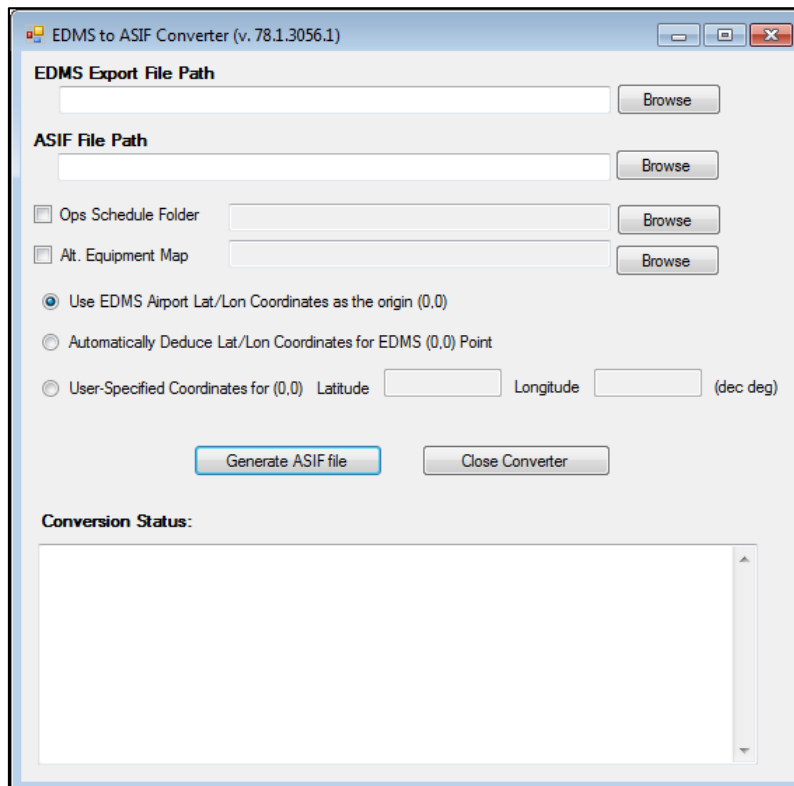 EDMS to ASIF Converter (v. 78.1.3056.1)
EDMS Export File Path
Browse
ASIF File Path
Browse
Ops Schedule Folder Browse
Alt. Equipment Map Browse
Use EDMS Airport Lat/Lon Coordinates as the origin (0,0)
Automatically Deduce Lat/Lon Coordinates for EDMS (0,0) Point
User-Specified Coordinates for (0,0) Latitude Longitude (dec deg)
Generate ASIF file Close Converter
Conversion Status: